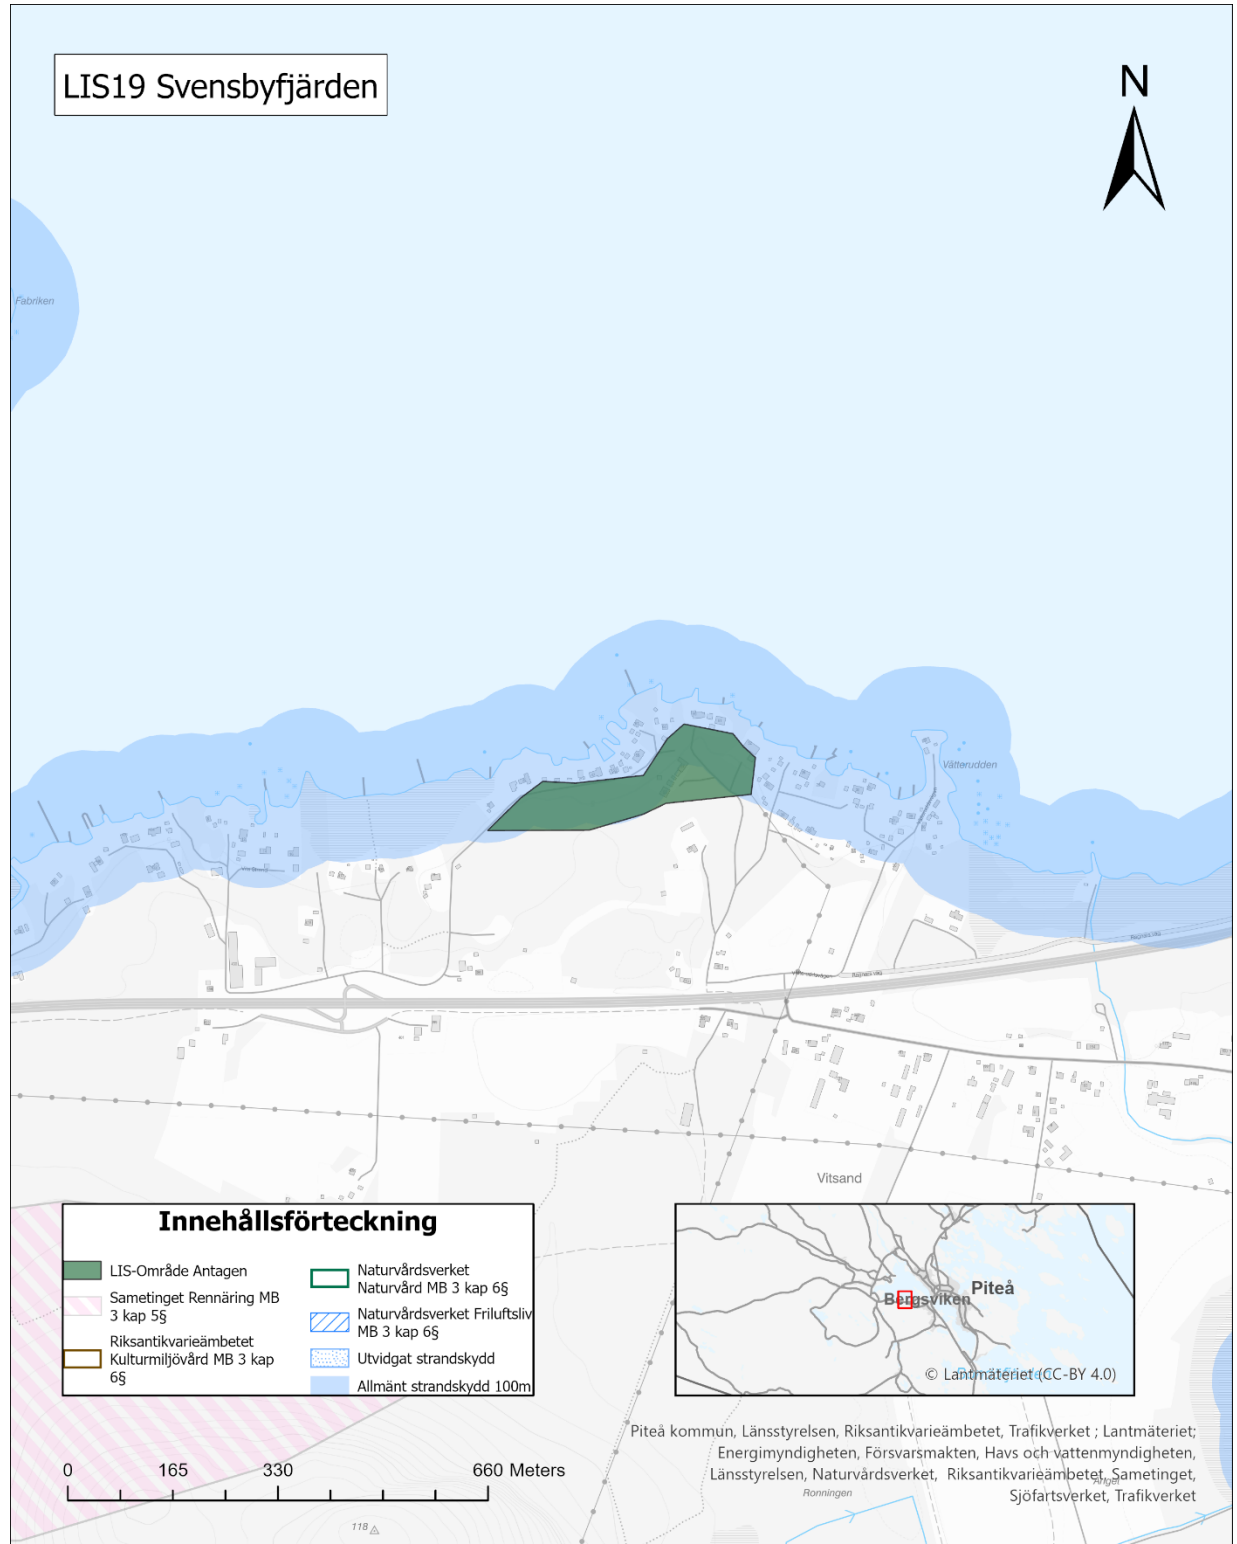 LIS19 Svensbyfjärden
N
Fabriken
Våtterudden
Vitsand
Innehållsförteckning
LIS-Område Antagen
Sametinget Rennäring MB
3 kap 5§
Riksantikvarieämbetet
Kulturmiljövård MB 3 kap
6§
Naturvårdsverket
Naturvård MB 3 kap 6§
Naturvårdsverket Friluftsliv
MB 3 kap 6§
Utvidgat strandskydd
Allmänt strandskydd 100m
Piteå
Bergsviken
© Lantmäteriet (CC-BY 4.0)
Piteå kommun, Länsstyrelsen, Riksantikvarieämbetet, Trafikverket ; Lantmäteriet;
Energimyndigheten, Försvarsmakten, Havs och vattenmyndigheten,
Länsstyrelsen, Naturvårdsverket, Riksantikvarieämbetet, Sametinget,
Sjöfartsverket, Trafikverket
Änget
Ronningen
0 165 330 660 Meters
118